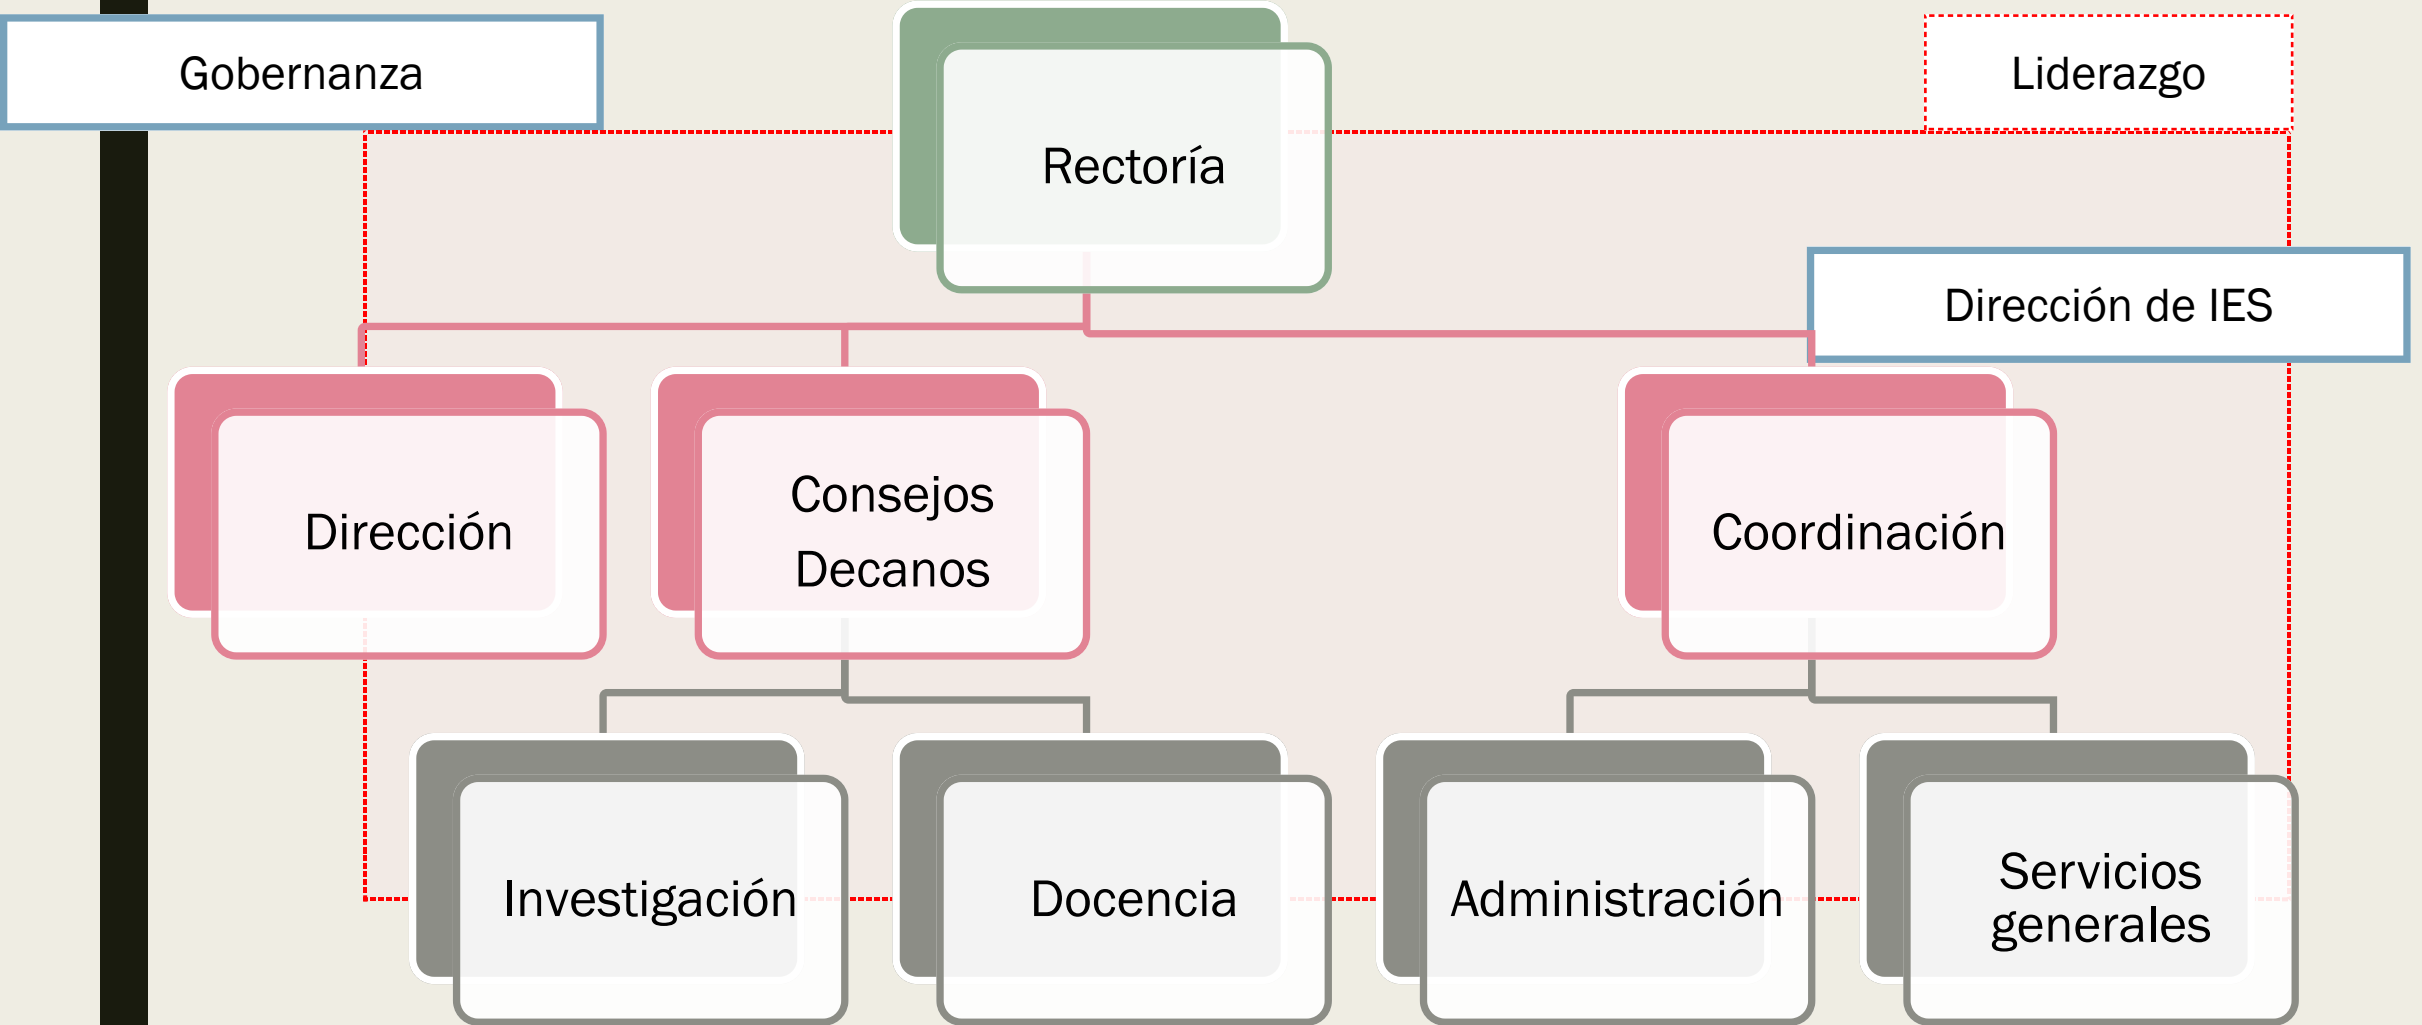 Gobernanza
Liderazgo
Rectoría
Dirección de IES
Dirección
Consejos
Decanos
Coordinación
Investigación
Docencia
Administración
Servicios
generales